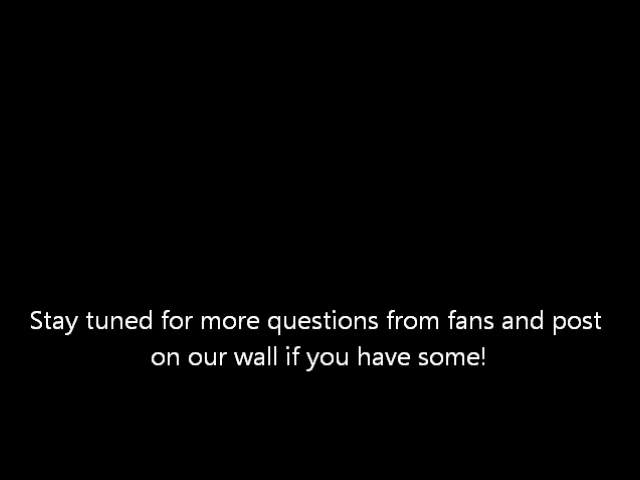 Stay tuned for more questions from fans and post
on our wall if you have some!